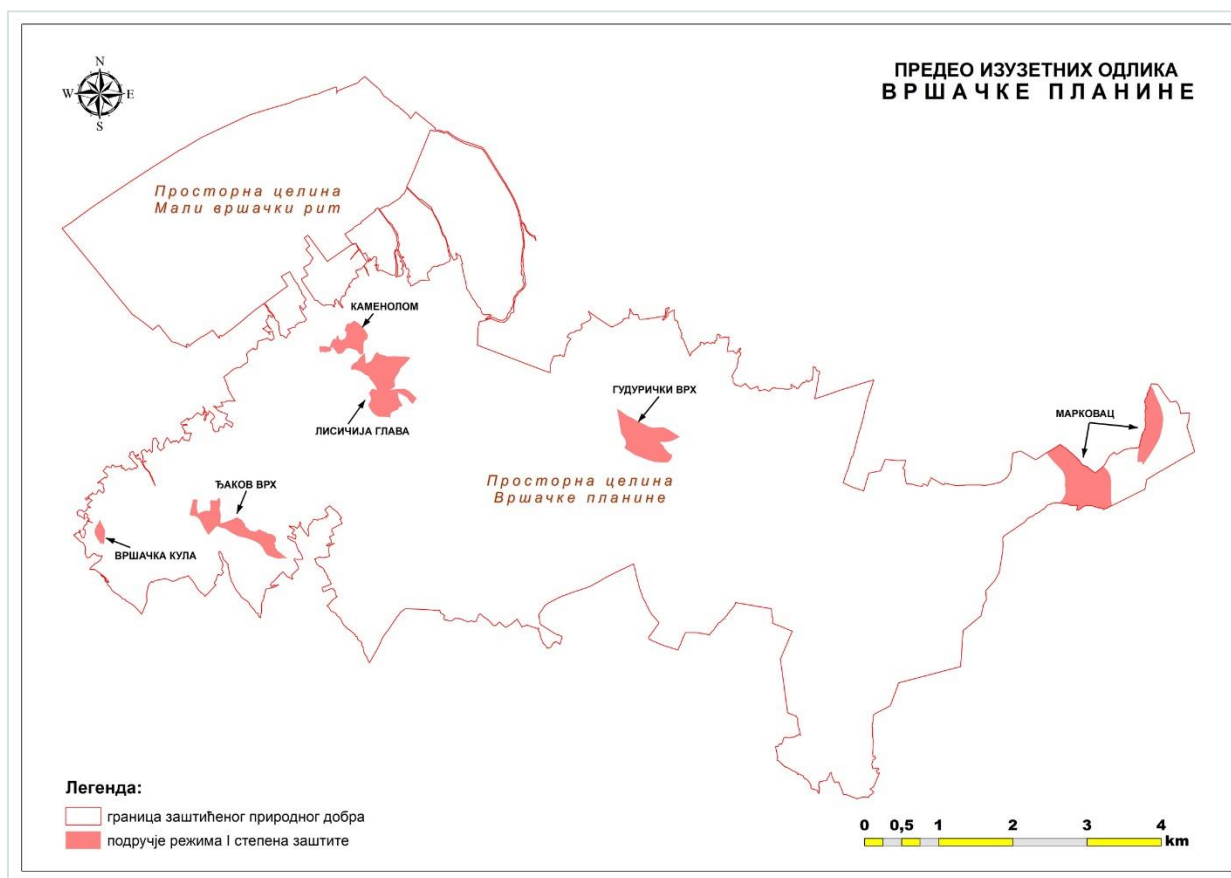 ПРЕДЕО ИЗУЗЕТНИХ ОДЛИКА
ВРШАЧКЕ ПЛАНИНЕ
N
W
E
S
Просторна целина
Мали вршачки рит
КАМЕНОЛОМ
ЛИСИЧИЈА ГЛАВА
ГУДУРИЧКИ ВРХ
МАРКОВАЦ
Просторна целина
Вршачке планине
ЂАКОВ ВРХ
ВРШАЧКА КУЛА
Легенда:
граница заштићеног природног добра
подручје режима I степена заштите
0 0,5 1 2 3 4
km